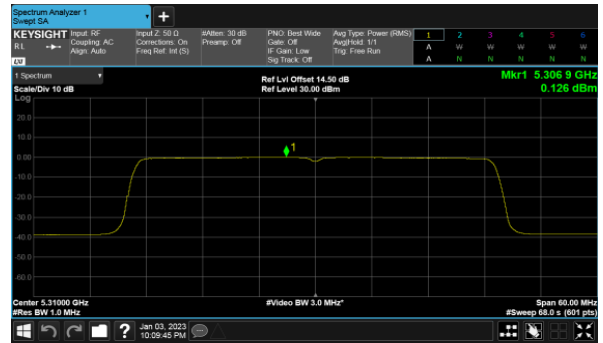 Spectrum Analyzer 1
Swept SA
+
KEYSIGHT
RL
LXI
Input: RF
Coupling: AC
Align: Auto
Input Z: 50 Ω
Corrections: On
Freq Ref: Int (S)
#Atten: 30 dB
Preamp: Off
PNO: Best Wide
Gate: Off
IF Gain: Low
Sig Track: Off
Avg Type: Power (RMS)
Avg|Hold: 1/1
Trig: Free Run
1 2 3 4 5 6
A W W W W W
A N N N N N
1 Spectrum
Scale/Div 10 dB
Ref Lvl Offset 14.50 dB
Ref Level 30.00 dBm
Mkr1 5.306 9 GHz
0.126 dBm
Log
20.0
10.0
0.00
1
-10.0
-20.0
-30.0
-40.0
-50.0
-60.0
Center 5.31000 GHz
#Res BW 1.0 MHz
#Video BW 3.0 MHz*
Span 60.00 MHz
#Sweep 68.0 s (601 pts)
?
Jan 03, 2023
10:09:45 PM